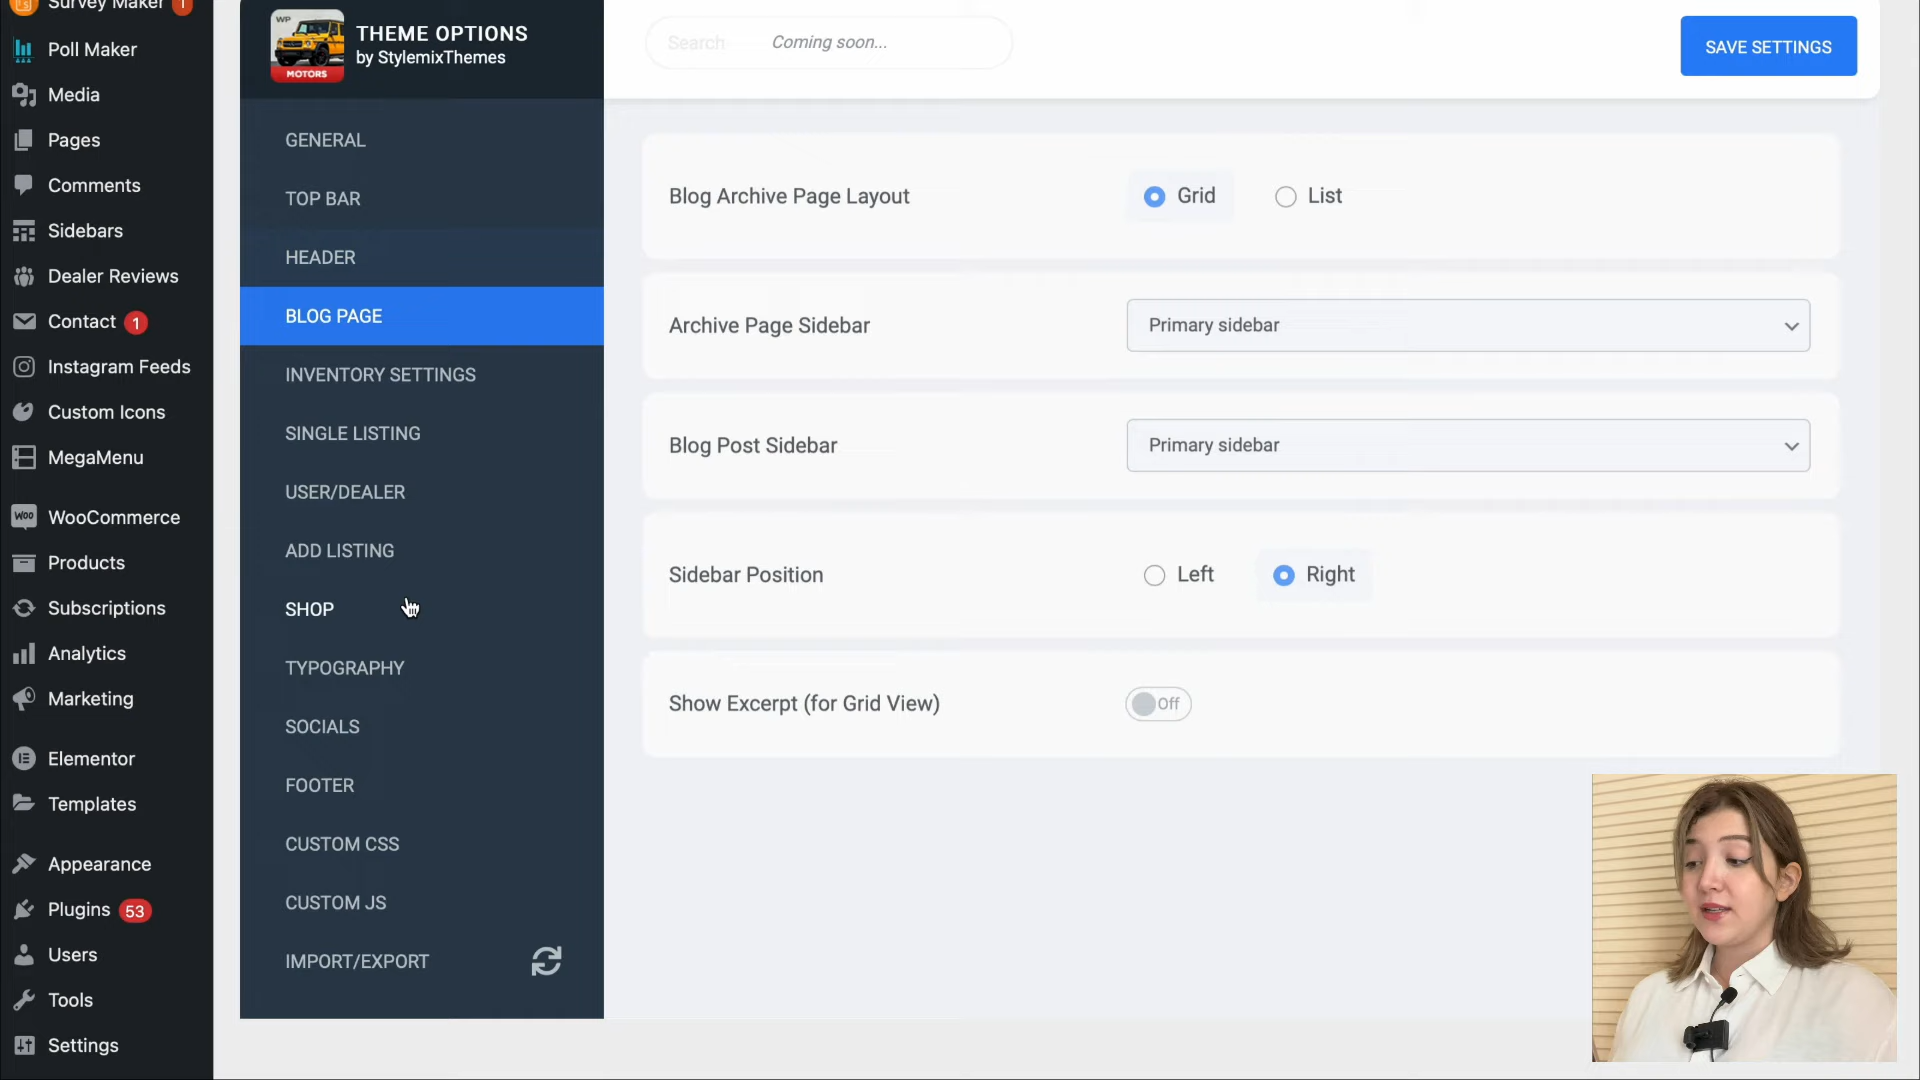 Survey Maker 1
Poll Maker
Media
Pages
Comments
Sidebars
Dealer Reviews
Contact 1
Instagram Feeds
Custom Icons
MegaMenu
WooCommerce
Products
Subscriptions
Analytics
Marketing
Elementor
Templates
Appearance
Plugins 53
Users
Tools
Settings
WP
MOTORS
THEME OPTIONS
by StylemixThemes
GENERAL
TOP BAR
HEADER
BLOG PAGE
INVENTORY SETTINGS
SINGLE LISTING
USER/DEALER
ADD LISTING
SHOP
TYPOGRAPHY
SOCIALS
FOOTER
CUSTOM CSS
CUSTOM JS
IMPORT/EXPORT
Search Coming soon...
SAVE SETTINGS
Blog Archive Page Layout Grid List
Archive Page Sidebar Primary sidebar
Blog Post Sidebar Primary sidebar
Sidebar Position Left Right
Show Excerpt (for Grid View) Off